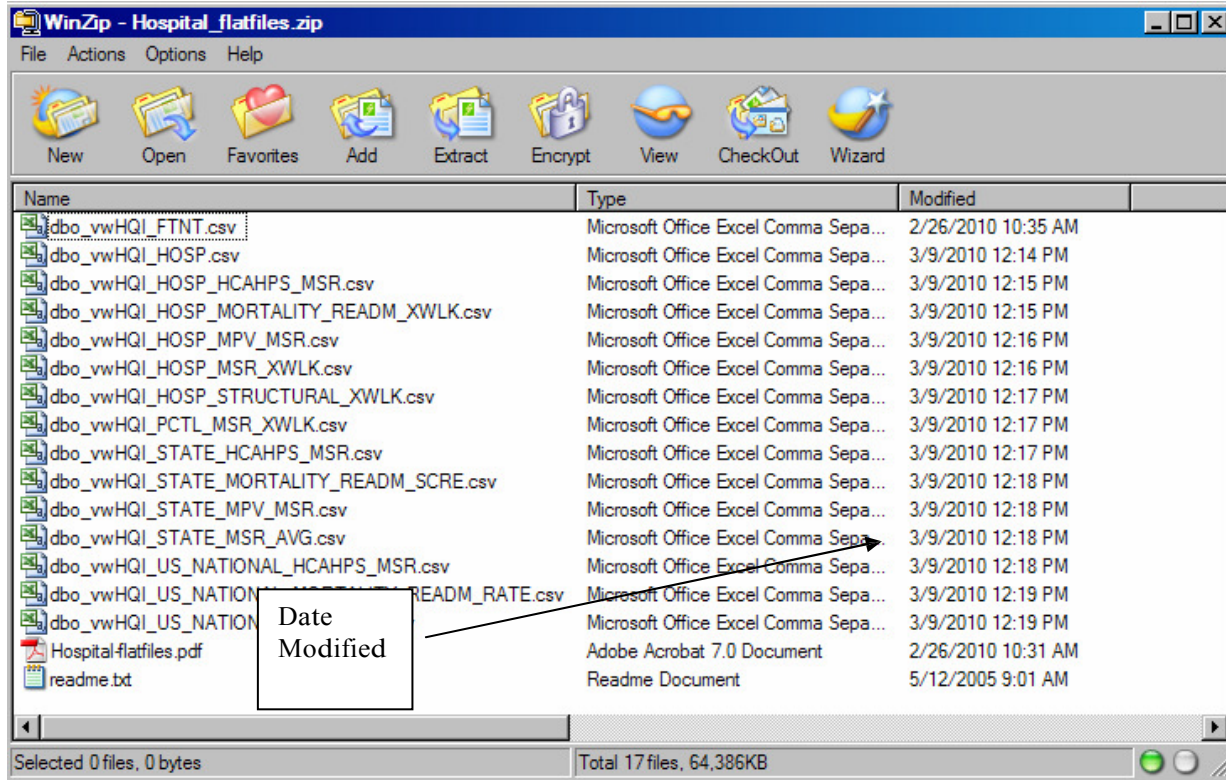 WinZip - Hospital_flatfiles.zip
File Actions Options Help
New Open Favorites Add Extract Encrypt View CheckOut Wizard
Name Type Modified
dbo_vwHQI_FTNT.csv Microsoft Office Excel Comma Sepa... 2/26/2010 10:35 AM
dbo_vwHQI_HOSP.csv Microsoft Office Excel Comma Sepa... 3/9/2010 12:14 PM
dbo_vwHQI_HOSP_HCAHPS_MSR.csv Microsoft Office Excel Comma Sepa... 3/9/2010 12:15 PM
dbo_vwHQI_HOSP_MORTALITY_READM_XWLK.csv Microsoft Office Excel Comma Sepa... 3/9/2010 12:15 PM
dbo_vwHQI_HOSP_MPV_MSR.csv Microsoft Office Excel Comma Sepa... 3/9/2010 12:16 PM
dbo_vwHQI_HOSP_MSR_XWLK.csv Microsoft Office Excel Comma Sepa... 3/9/2010 12:16 PM
dbo_vwHQI_HOSP_STRUCTURAL_XWLK.csv Microsoft Office Excel Comma Sepa... 3/9/2010 12:17 PM
dbo_vwHQI_PCTL_MSR_XWLK.csv Microsoft Office Excel Comma Sepa... 3/9/2010 12:17 PM
dbo_vwHQI_STATE_HCAHPS_MSR.csv Microsoft Office Excel Comma Sepa... 3/9/2010 12:17 PM
dbo_vwHQI_STATE_MORTALITY_READM_SCRE.csv Microsoft Office Excel Comma Sepa... 3/9/2010 12:18 PM
dbo_vwHQI_STATE_MPV_MSR.csv Microsoft Office Excel Comma Sepa... 3/9/2010 12:18 PM
dbo_vwHQI_STATE_MSR_AVG.csv Microsoft Office Excel Comma Sepa... 3/9/2010 12:18 PM
dbo_vwHQI_US_NATIONAL_HCAHPS_MSR.csv Microsoft Office Excel Comma Sepa... 3/9/2010 12:18 PM
dbo_vwHQI_US_NATION READM_RATE.csv Microsoft Office Excel Comma Sepa... 3/9/2010 12:19 PM
dbo_vwHQI_US_NATION Microsoft Office Excel Comma Sepa... 3/9/2010 12:19 PM
Hospital-flatfiles.pdf Adobe Acrobat 7.0 Document 2/26/2010 10:31 AM
readme.txt Readme Document 5/12/2005 9:01 AM
Date
Modified
Selected 0 files, 0 bytes Total 17 files, 64,386KB